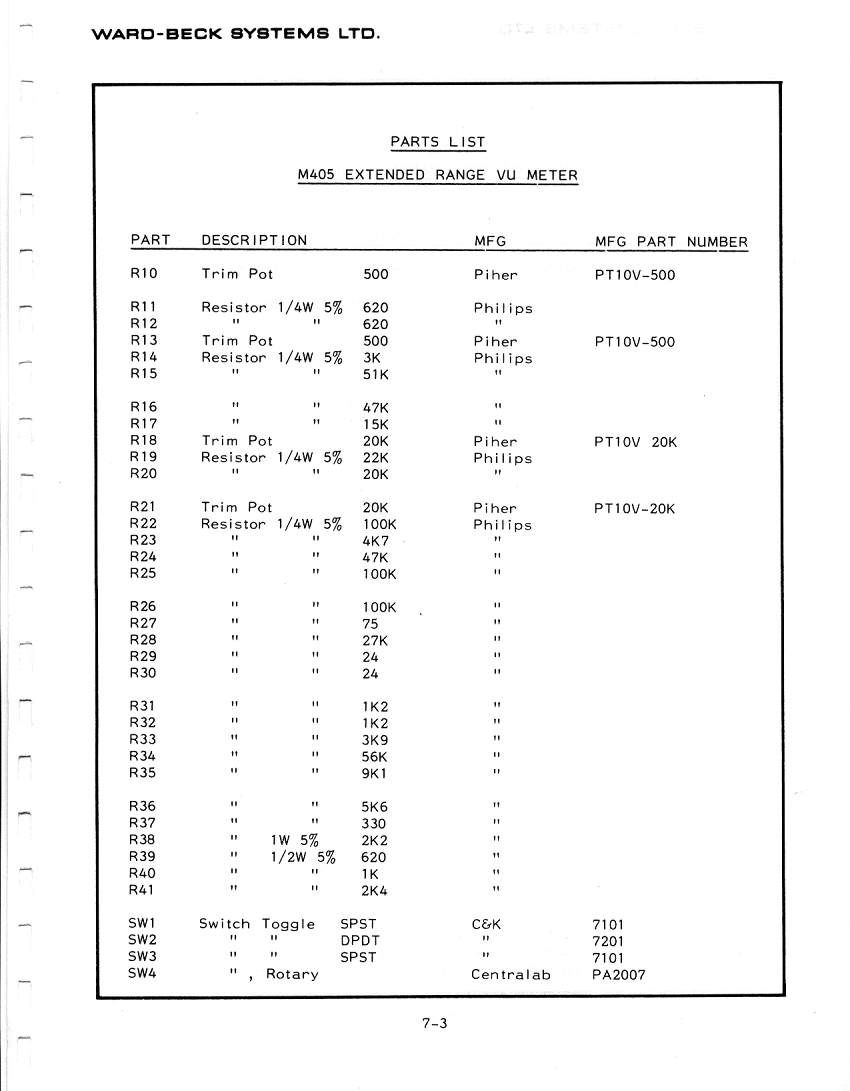 WARD-BECK SYSTEMS LTD.
PARTS LIST
M405 EXTENDED RANGE VU METER
PART DESCRIPTION MFG MFG PART NUMBER
R10 Trim Pot 500 Piher PT10V-500
R11 Resistor 1/4W 5% 620 Philips
R12 " " 620 "
R13 Trim Pot 500 Piher PT10V-500
R14 Resistor 1/4W 5% 3K Philips
R15 " " 51K "
R16 " " 47K "
R17 " " 15K "
R18 Trim Pot 20K Piher PT10V 20K
R19 Resistor 1/4W 5% 22K Philips
R20 " " 20K "
R21 Trim Pot 20K Piher PT10V-20K
R22 Resistor 1/4W 5% 100K Philips
R23 " " 4K7 "
R24 " " 47K "
R25 " " 100K "
R26 " " 100K "
R27 " " 75 "
R28 " " 27K "
R29 " " 24 "
R30 " " 24 "
R31 " " 1K2 "
R32 " " 1K2 "
R33 " " 3K9 "
R34 " " 56K "
R35 " " 9K1 "
R36 " " 5K6 "
R37 " " 330 "
R38 " 1W 5% 2K2 "
R39 " 1/2W 5% 620 "
R40 " " 1K "
R41 " " 2K4 "
SW1 Switch Toggle SPST C&K 7101
SW2 " " DPDT " 7201
SW3 " " SPST " 7101
SW4 " , Rotary Centralab PA2007
7-3